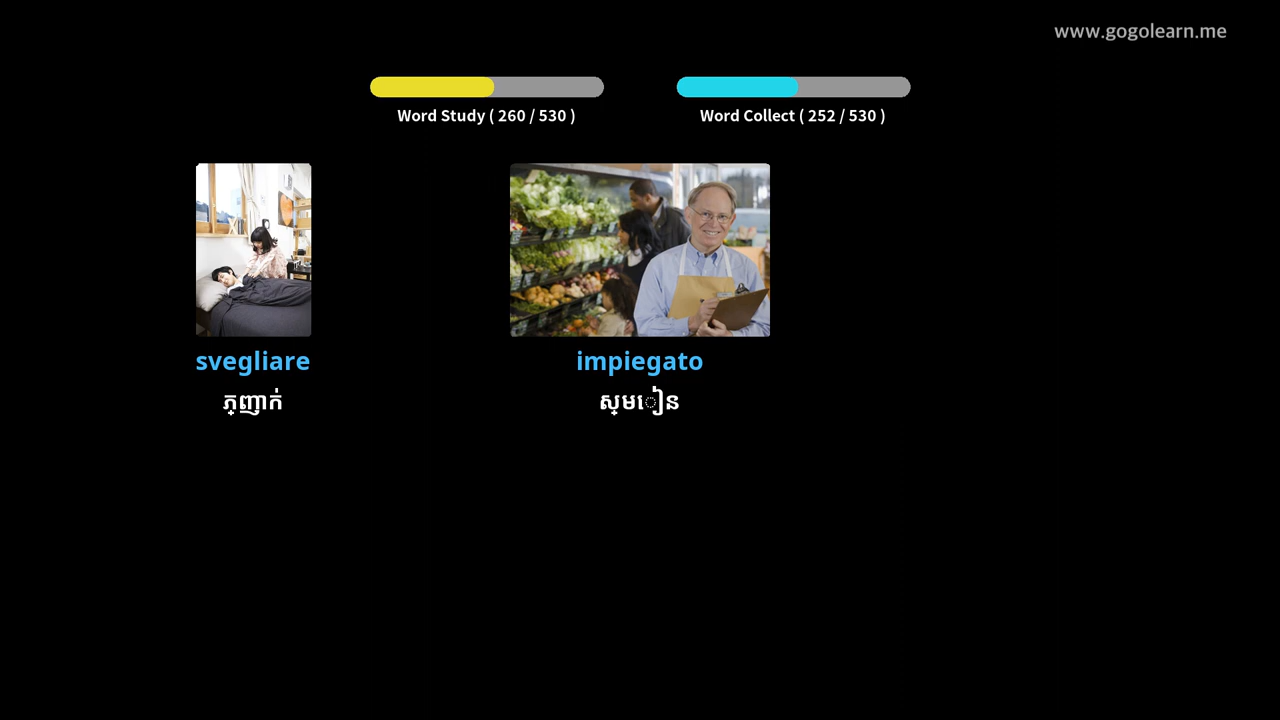 www.gogolearn.me
Word Study ( 260 / 530 )
Word Collect ( 252 / 530 )
svegliare
impiegato
ភ្ញាក់
ស្មៀន